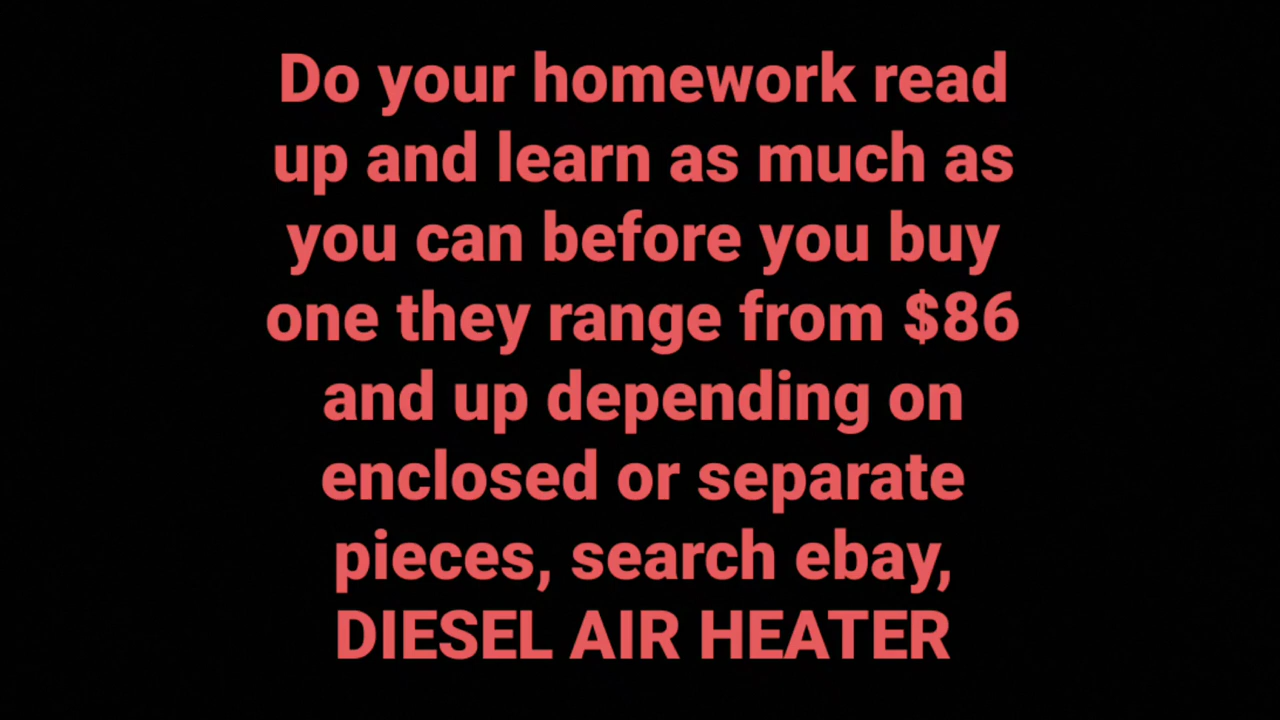 Do your homework read
up and learn as much as
you can before you buy
one they range from $86
and up depending on
enclosed or separate
pieces, search ebay,
DIESEL AIR HEATER